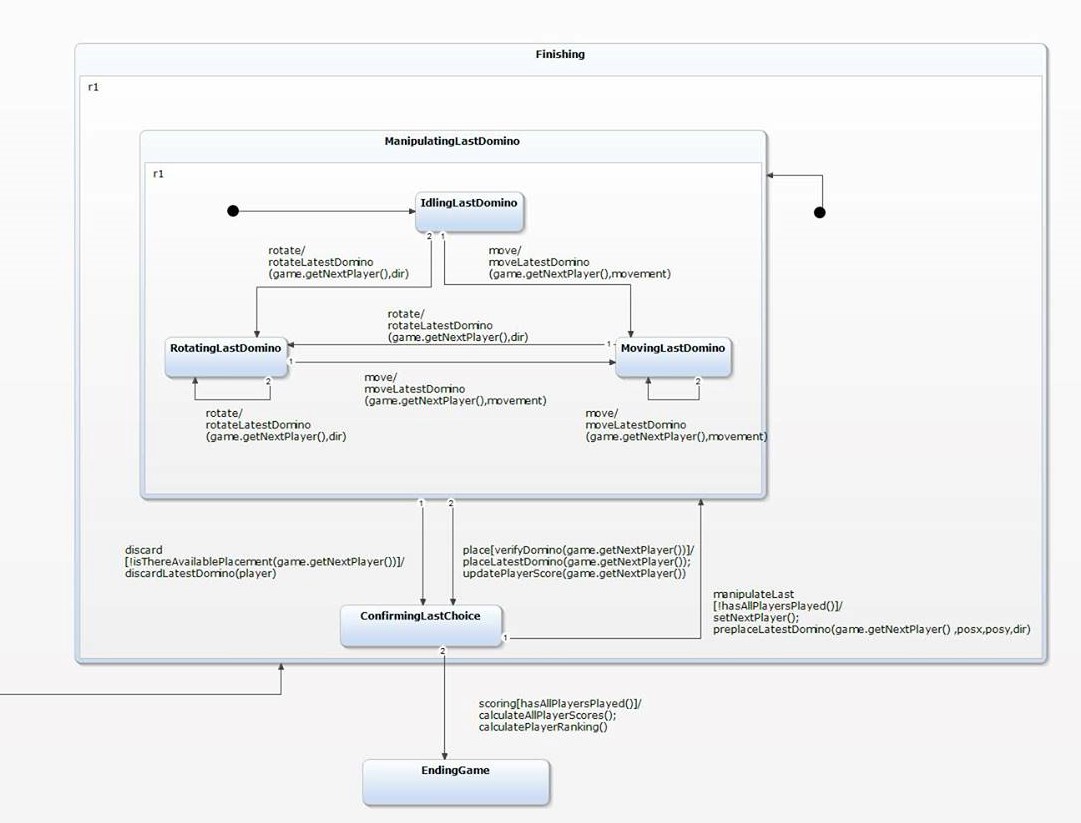 Finishing
r1
ManipulatingLastDomino
r1
IdlingLastDomino
2 1
rotate/
rotateLatestDomino
(game.getNextPlayer(),dir)
move/
moveLatestDomino
(game.getNextPlayer(),movement)
rotate/
rotateLatestDomino
(game.getNextPlayer(),dir)
RotatingLastDomino
1
MovingLastDomino
1
2
2
move/
moveLatestDomino
(game.getNextPlayer(),movement)
rotate/
rotateLatestDomino
(game.getNextPlayer(),dir)
move/
moveLatestDomino
(game.getNextPlayer(),movement)
1
2
discard
[!isThereAvailablePlacement(game.getNextPlayer())]/
discardLatestDomino(player)
place[verifyDomino(game.getNextPlayer())]/
placeLatestDomino(game.getNextPlayer());
updatePlayerScore(game.getNextPlayer())
manipulateLast
[!hasAllPlayersPlayed()]/
setNextPlayer();
preplaceLatestDomino(game.getNextPlayer() ,posx,posy,dir)
ConfirmingLastChoice
1
2
scoring[hasAllPlayersPlayed()]/
calculateAllPlayerScores();
calculatePlayerRanking()
EndingGame